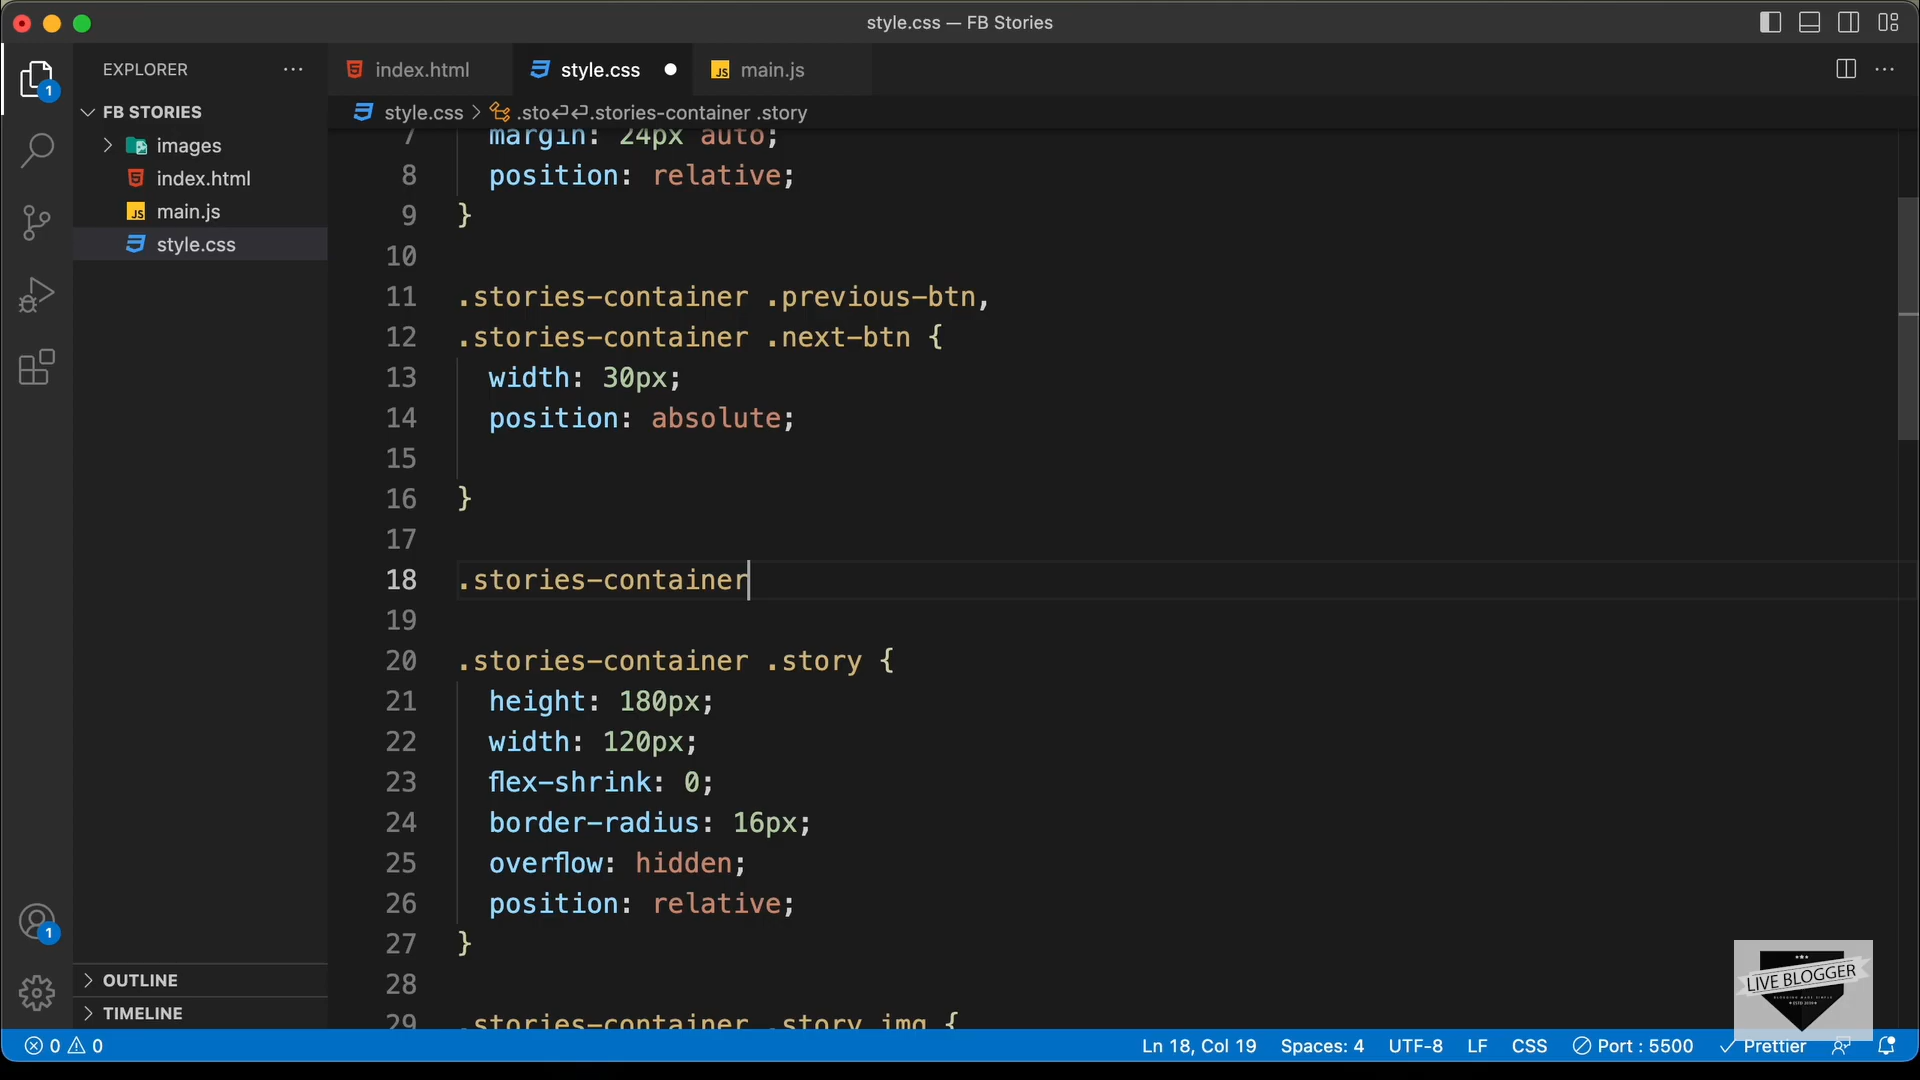 style.css — FB Stories
EXPLORER
index.html
style.css
main.js
FB STORIES
style.css > .sto↩↩.stories-container .story
images
index.html
main.js
style.css
7 margin: 24px auto;
8 position: relative;
9 }
10
11 .stories-container .previous-btn,
12 .stories-container .next-btn {
13 width: 30px;
14 position: absolute;
15
16 }
17
18 .stories-container
19
20 .stories-container .story {
21 height: 180px;
22 width: 120px;
23 flex-shrink: 0;
24 border-radius: 16px;
25 overflow: hidden;
26 position: relative;
27 }
28
29 .stories-container .story img {
1
1
OUTLINE
TIMELINE
LIVE BLOGGER
0 0
Ln 18, Col 19
Spaces: 4
UTF-8
LF
CSS
Port : 5500
Prettier